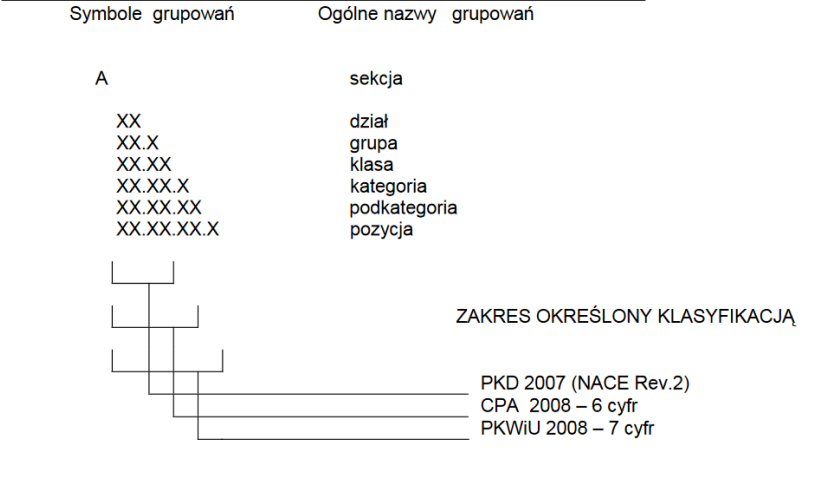 Symbole grupowań Ogólne nazwy grupowań
A sekcja
XX dział
XX.X grupa
XX.XX klasa
XX.XX.X kategoria
XX.XX.XX podkategoria
XX.XX.XX.X pozycja
ZAKRES OKREŚLONY KLASYFIKACJĄ
PKD 2007 (NACE Rev.2)
CPA 2008 – 6 cyfr
PKWiU 2008 – 7 cyfr